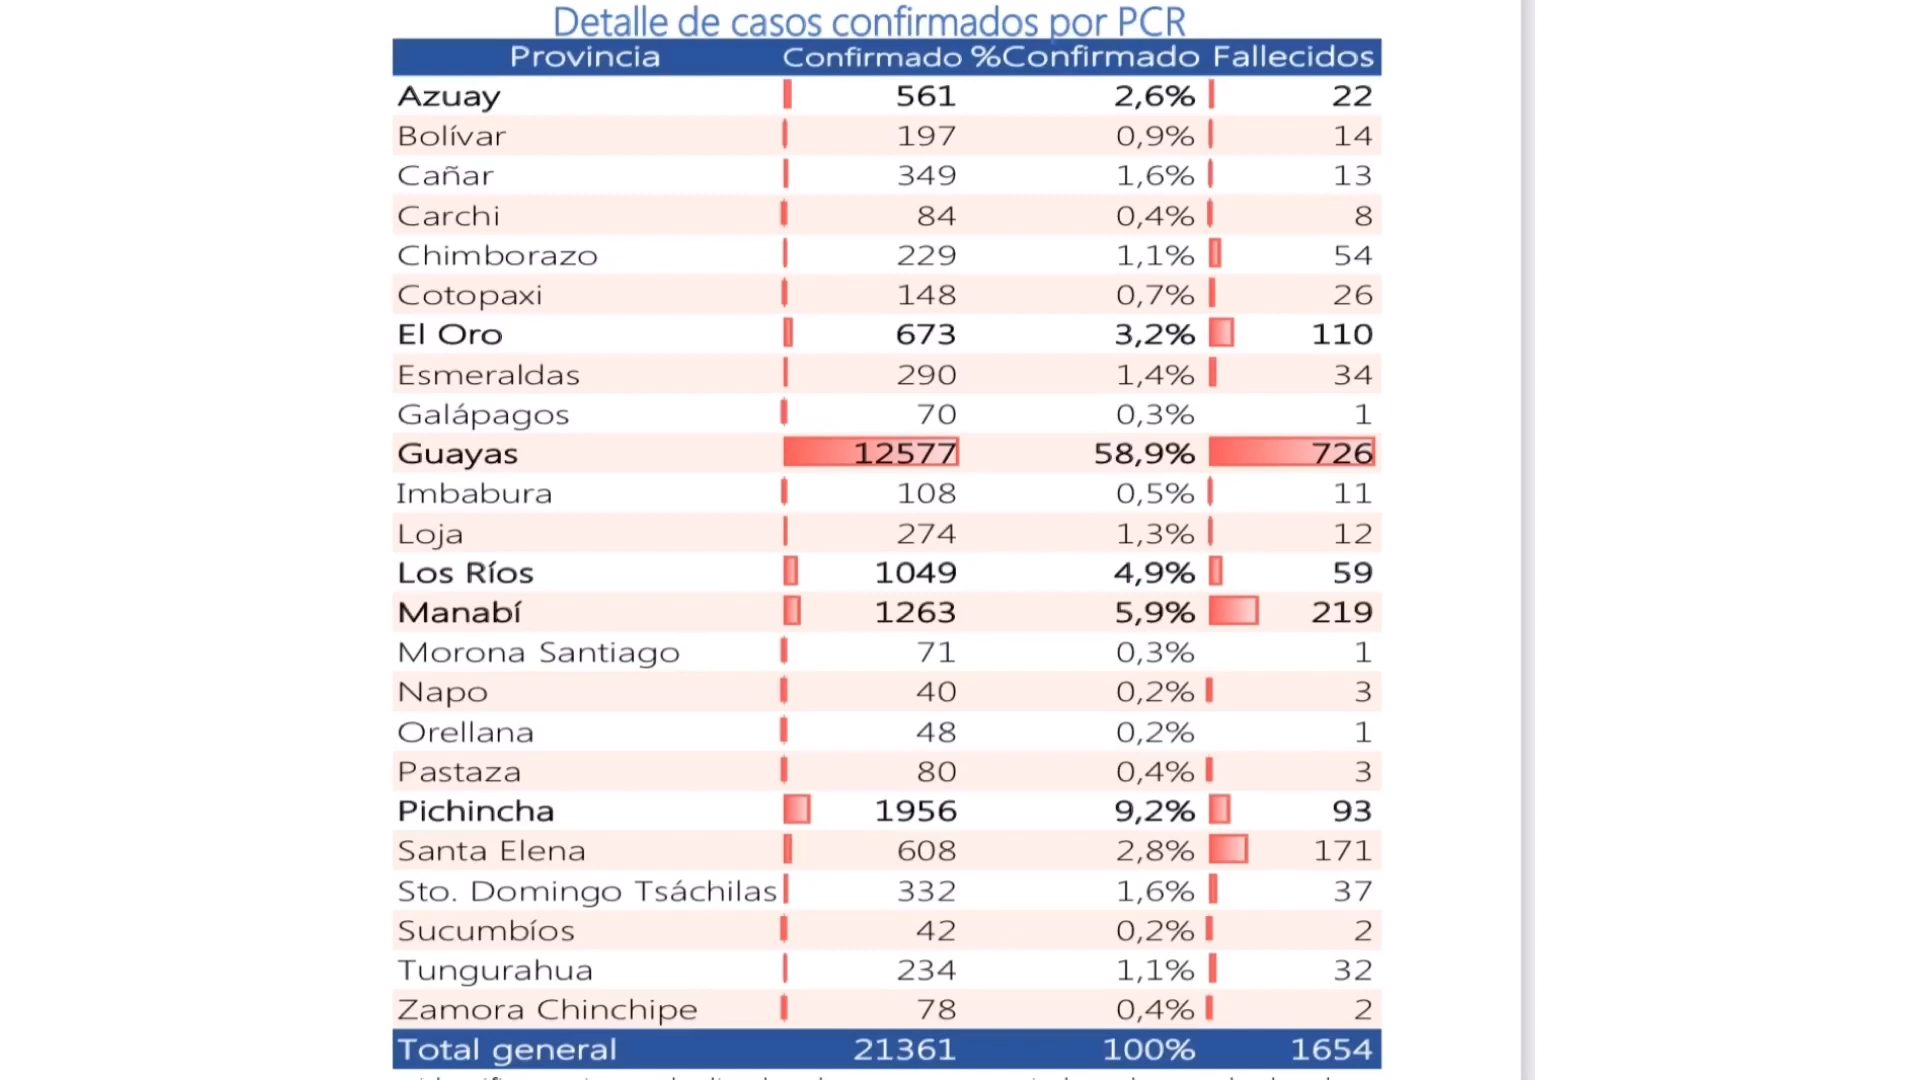 Detalle de casos confirmados por PCR
Provincia Confirmado %Confirmado Fallecidos
Azuay 561 2,6% 22
Bolívar 197 0,9% 14
Cañar 349 1,6% 13
Carchi 84 0,4% 8
Chimborazo 229 1,1% 54
Cotopaxi 148 0,7% 26
El Oro 673 3,2% 110
Esmeraldas 290 1,4% 34
Galápagos 70 0,3% 1
Guayas 12577 58,9% 726
Imbabura 108 0,5% 11
Loja 274 1,3% 12
Los Ríos 1049 4,9% 59
Manabí 1263 5,9% 219
Morona Santiago 71 0,3% 1
Napo 40 0,2% 3
Orellana 48 0,2% 1
Pastaza 80 0,4% 3
Pichincha 1956 9,2% 93
Santa Elena 608 2,8% 171
Sto. Domingo Tsáchilas 332 1,6% 37
Sucumbíos 42 0,2% 2
Tungurahua 234 1,1% 32
Zamora Chinchipe 78 0,4% 2
Total general 21361 100% 1654